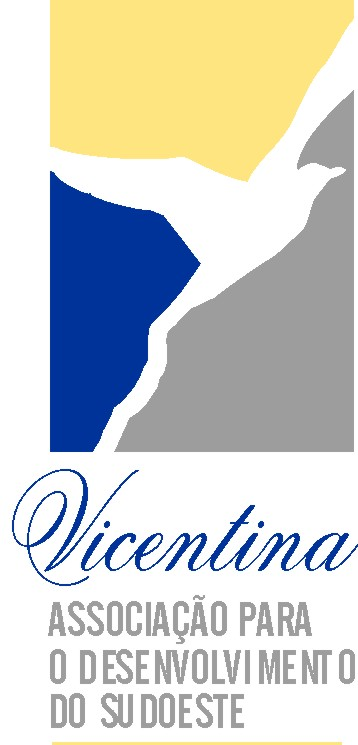 Vicentina
ASSOCIAÇÃO PARA
O DESENVOLVIMENTO
DO SUDOESTE